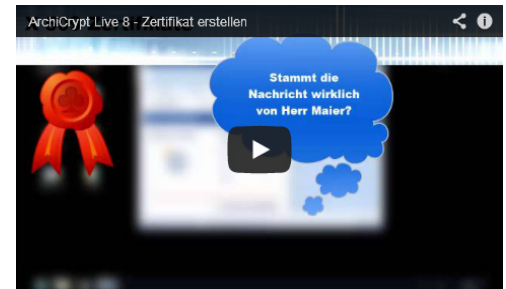 ArchiCrypt Live 8 - Zertifikat erstellen
Stammt die
Nachricht wirklich
von Herr Maier?